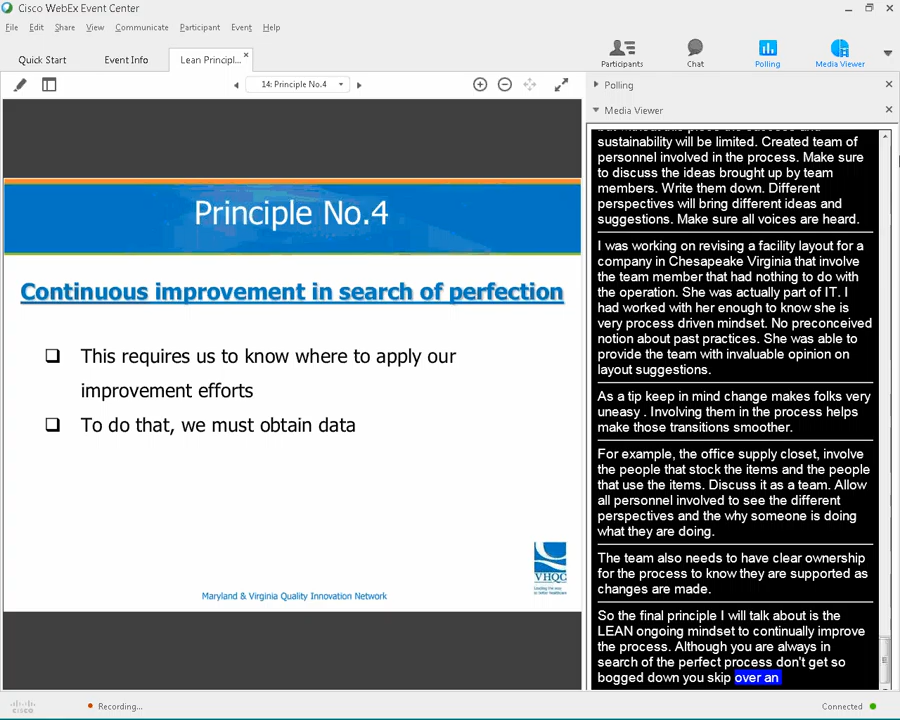 Cisco WebEx Event Center
File Edit Share View Communicate Participant Event Help
Quick Start Event Info Lean Principl...
Participants Chat Polling Media Viewer
14: Principle No.4
Polling
Media Viewer
Principle No.4
Continuous improvement in search of perfection
This requires us to know where to apply our
improvement efforts
To do that, we must obtain data
VHQC
Maryland & Virginia Quality Innovation Network
sustainability will be limited. Created team of
personnel involved in the process. Make sure
to discuss the ideas brought up by team
members. Write them down. Different
perspectives will bring different ideas and
suggestions. Make sure all voices are heard.
I was working on revising a facility layout for a
company in Chesapeake Virginia that involve
the team member that had nothing to do with
the operation. She was actually part of IT. I
had worked with her enough to know she is
very process driven mindset. No preconceived
notion about past practices. She was able to
provide the team with invaluable opinion on
layout suggestions.
As a tip keep in mind change makes folks very
uneasy . Involving them in the process helps
make those transitions smoother.
For example, the office supply closet, involve
the people that stock the items and the people
that use the items. Discuss it as a team. Allow
all personnel involved to see the different
perspectives and the why someone is doing
what they are doing.
The team also needs to have clear ownership
for the process to know they are supported as
changes are made.
So the final principle I will talk about is the
LEAN ongoing mindset to continually improve
the process. Although you are always in
search of the perfect process don't get so
bogged down you skip over an
cisco
Recording...
Connected